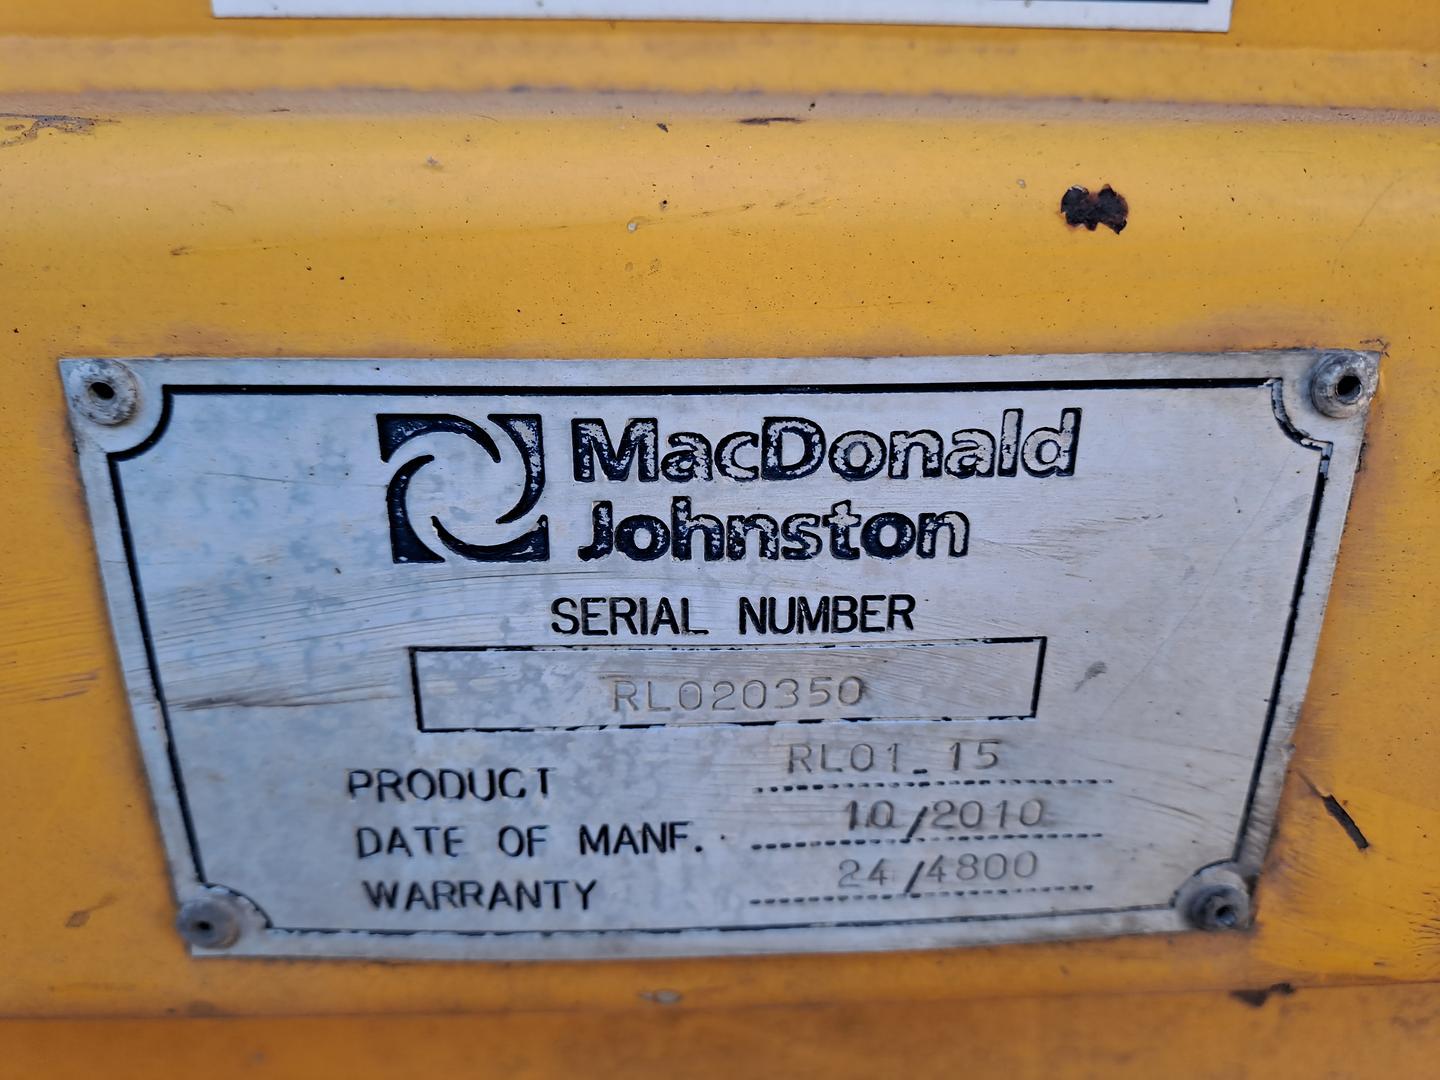 MacDonald
Johnston
SERIAL NUMBER
RL020350
PRODUCT RL01_15
DATE OF MANF. 10/2010
WARRANTY 24/4800